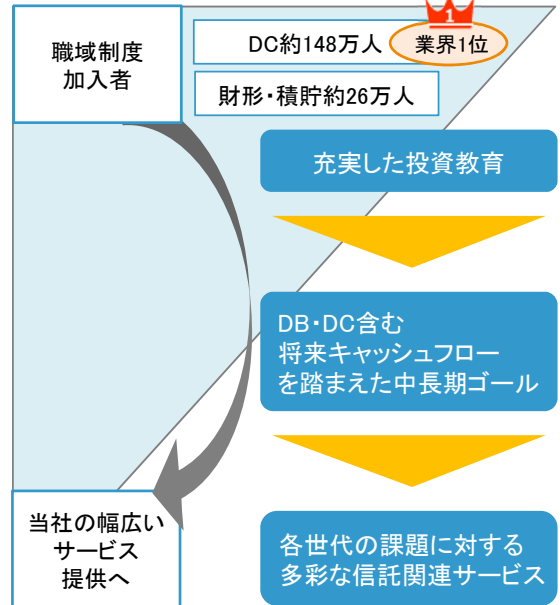 1
職域制度
加入者
DC約148万人
業界1位
財形・積貯約26万人
充実した投資教育
DB・DC含む
将来キャッシュフロー
を踏まえた中長期ゴール
当社の幅広い
サービス
提供へ
各世代の課題に対する
多彩な信託関連サービス